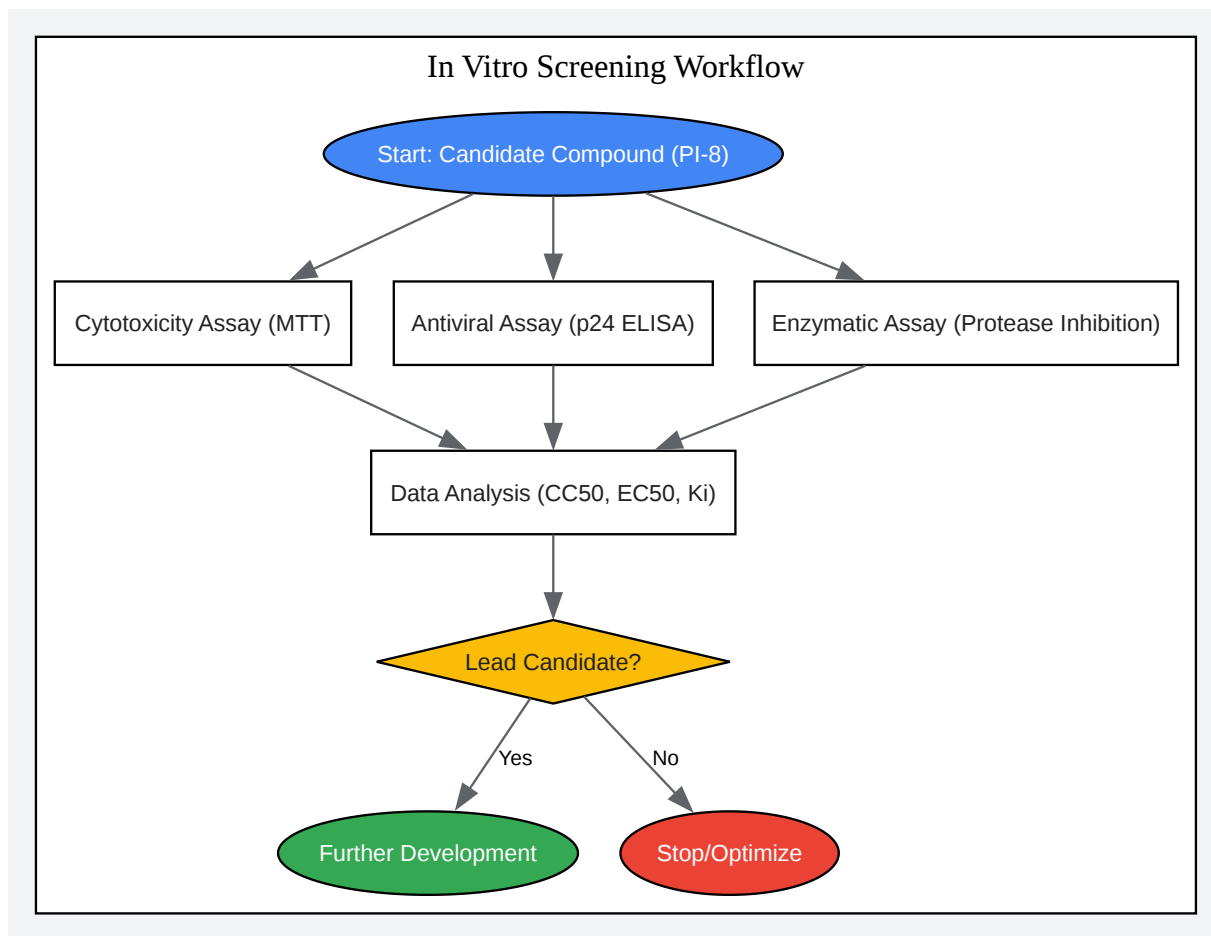 In Vitro Screening Workflow
Start: Candidate Compound (PI-8)
Cytotoxicity Assay (MTT)
Antiviral Assay (p24 ELISA)
Enzymatic Assay (Protease Inhibition)
Data Analysis (CC50, EC50, Ki)
Lead Candidate?
Yes
No
Further Development
Stop/Optimize